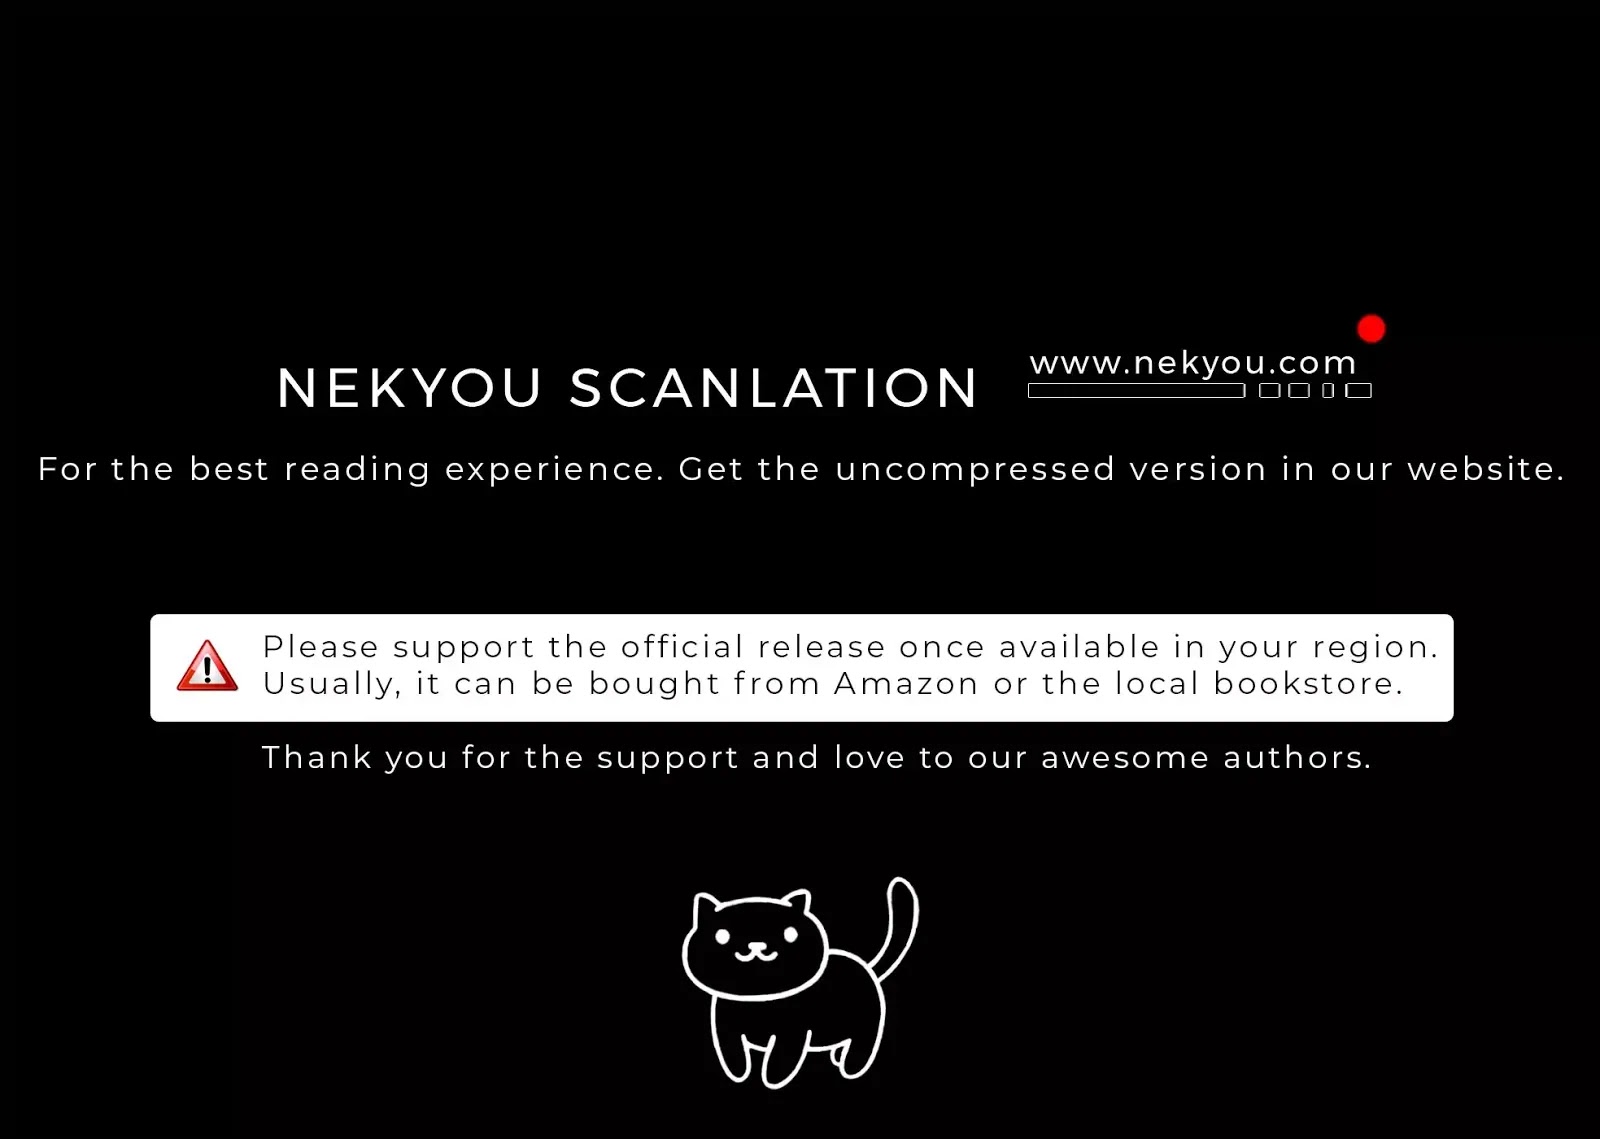 NEKYOU SCANLATION
www.nekyou.com
For the best reading experience. Get the uncompressed version in our website.
Please support the official release once available in your region.
Usually, it can be bought from Amazon or the local bookstore.
Thank you for the support and love to our awesome authors.